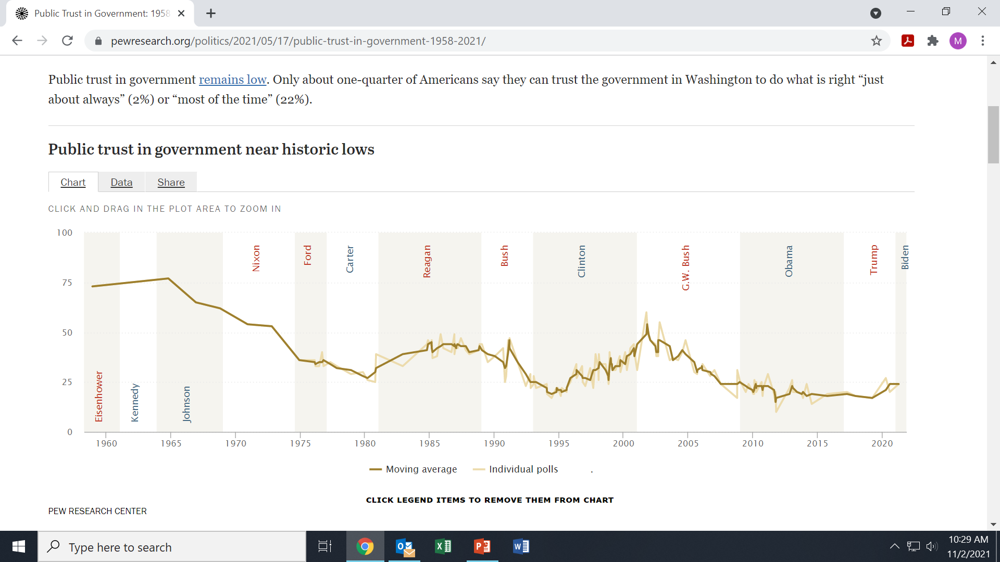 Public Trust in Government: 1958
pewresearch.org/politics/2021/05/17/public-trust-in-government-1958-2021/
M
Public trust in government remains low. Only about one-quarter of Americans say they can trust the government in Washington to do what is right “just
about always” (2%) or “most of the time” (22%).
Public trust in government near historic lows
Chart Data Share
CLICK AND DRAG IN THE PLOT AREA TO ZOOM IN
100
75
50
25
0
Eisenhower
Kennedy
Johnson
Nixon
Ford
Carter
Reagan
Bush
Clinton
G.W. Bush
Obama
Trump
Biden
1960 1965 1970 1975 1980 1985 1990 1995 2000 2005 2010 2015 2020
Moving average Individual polls .
CLICK LEGEND ITEMS TO REMOVE THEM FROM CHART
PEW RESEARCH CENTER
Type here to search
10:29 AM
11/2/2021